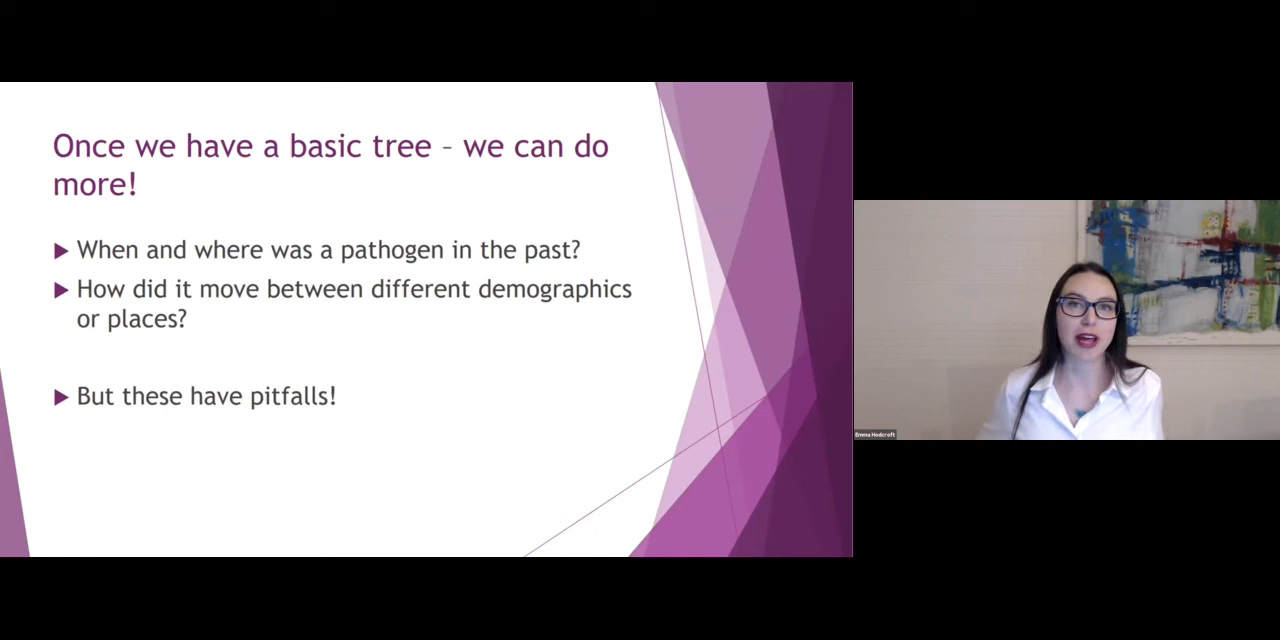 Once we have a basic tree – we can do
more!
When and where was a pathogen in the past?
How did it move between different demographics
or places?
But these have pitfalls!
Emma Hodcroft